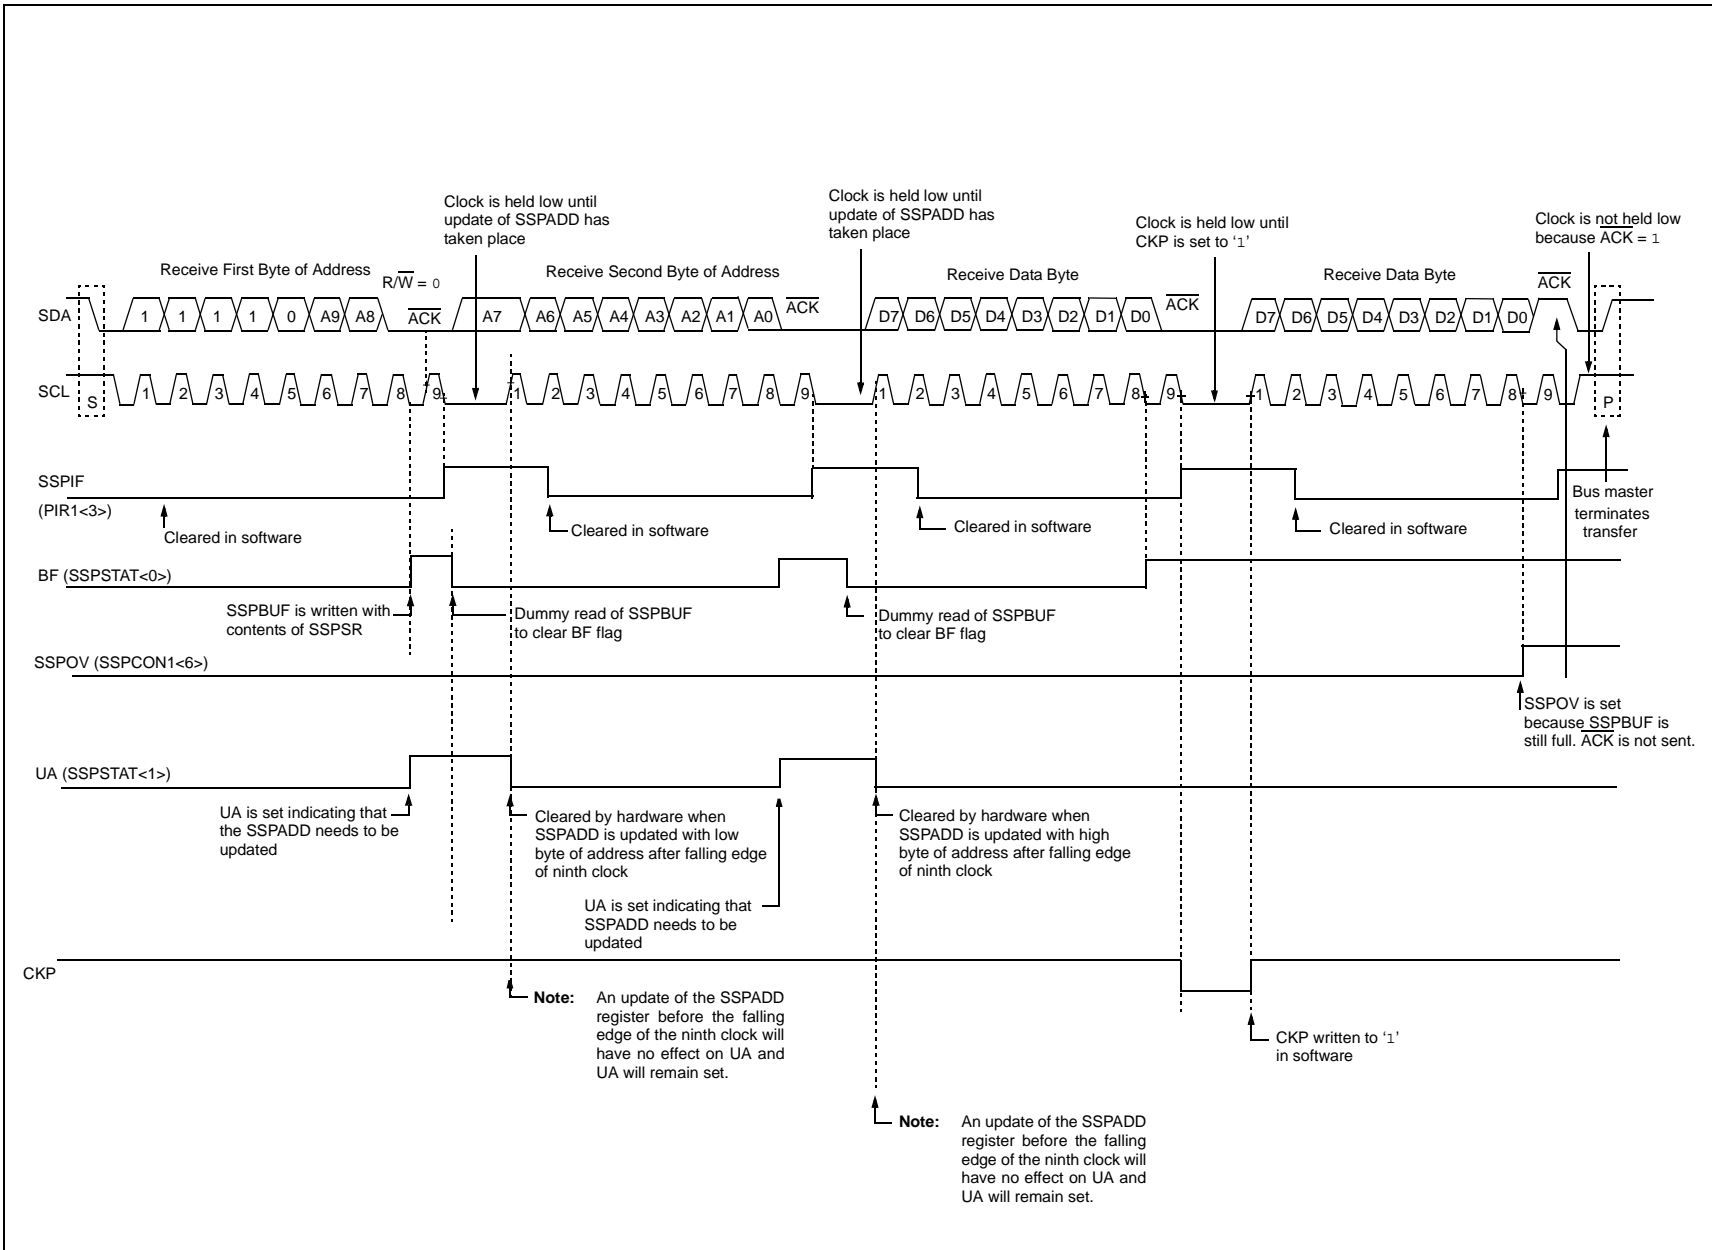 Clock is held low until
update of SSPADD has
taken place
Clock is held low until
update of SSPADD has
taken place
Clock is held low until
CKP is set to ‘1’
Clock is not held low
because ACK = 1
Receive First Byte of Address
R/W = 0
Receive Second Byte of Address
Receive Data Byte
Receive Data Byte
ACK
SDA
1 1 1 1 0 A9 A8
ACK
A7 A6 A5 A4 A3 A2 A1 A0
ACK
D7 D6 D5 D4 D3 D2 D1 D0
ACK
D7 D6 D5 D4 D3 D2 D1 D0
SCL
S
1 2 3 4 5 6 7 8 9
1 2 3 4 5 6 7 8 9
1 2 3 4 5 6 7 8 9
1 2 3 4 5 6 7 8 9
P
SSPIF
(PIR1<3>)
Cleared in software
Cleared in software
Cleared in software
Cleared in software
Bus master
terminates
transfer
BF (SSPSTAT<0>)
SSPBUF is written with
contents of SSPSR
Dummy read of SSPBUF
to clear BF flag
Dummy read of SSPBUF
to clear BF flag
SSPOV (SSPCON1<6>)
SSPOV is set
because SSPBUF is
still full. ACK is not sent.
UA (SSPSTAT<1>)
UA is set indicating that
the SSPADD needs to be
updated
Cleared by hardware when
SSPADD is updated with low
byte of address after falling edge
of ninth clock
UA is set indicating that
SSPADD needs to be
updated
Cleared by hardware when
SSPADD is updated with high
byte of address after falling edge
of ninth clock
CKP
Note: An update of the SSPADD
register before the falling
edge of the ninth clock will
have no effect on UA and
UA will remain set.
CKP written to ‘1’
in software
Note: An update of the SSPADD
register before the falling
edge of the ninth clock will
have no effect on UA and
UA will remain set.